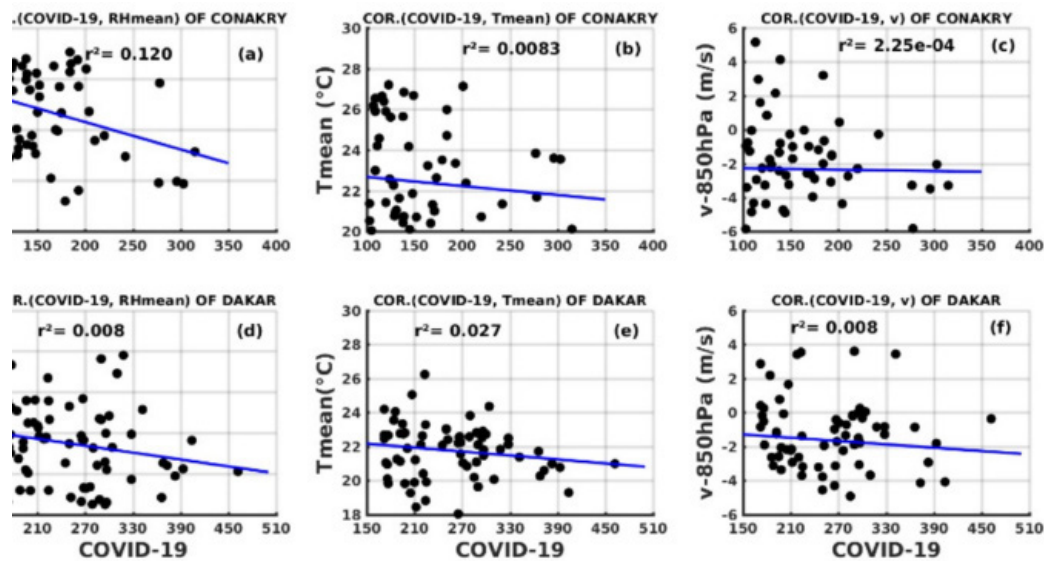 .(COVID-19, RHmean) OF CONAKRY
COR.(COVID-19, Tmean) OF CONAKRY
COR.(COVID-19, v) OF CONAKRY
r²= 0.120
(a)
150
200
250
300
350
400
Tmean (°C)
30
28
26
24
22
20
r²= 0.0083
(b)
100
150
200
250
300
350
400
v-850hPa (m/s)
6
4
-2
0
-2
-4
-6
r²= 2.25e-04
(c)
100
150
200
250
300
350
400
R.(COVID-19, RHmean) OF DAKAR
COR.(COVID-19, Tmean) OF DAKAR
COR.(COVID-19, v) OF DAKAR
r²= 0.008
(d)
210
270
330
390
450
510
COVID-19
Tmean(°C)
30
28
26
24
22
20
18
r²= 0.027
(e)
150
210
270
330
390
450
510
COVID-19
v-850hPa (m/s)
6
4
-2
0
-2
-4
-6
r²= 0.008
(f)
150
210
270
330
390
450
510
COVID-19